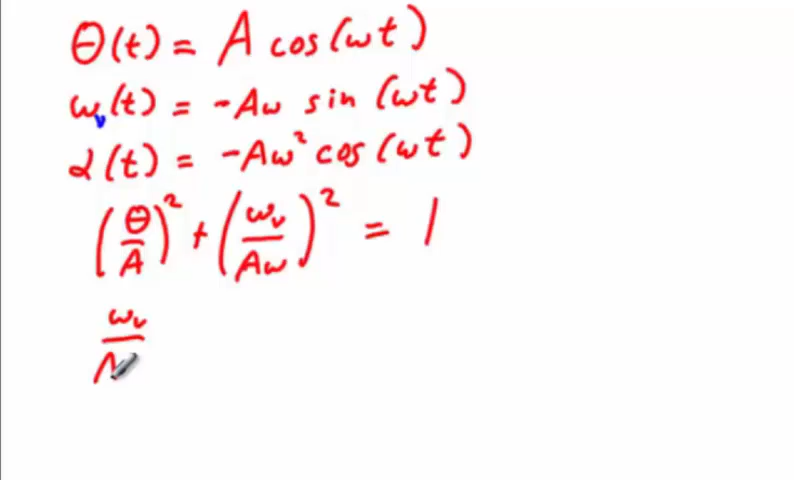 θ(t) = A cos(ωt)
ω_v(t) = -Aω sin(ωt)
α(t) = -Aω² cos(ωt)
(θ/A)² + (ω_v/Aω)² = 1
ω_v/